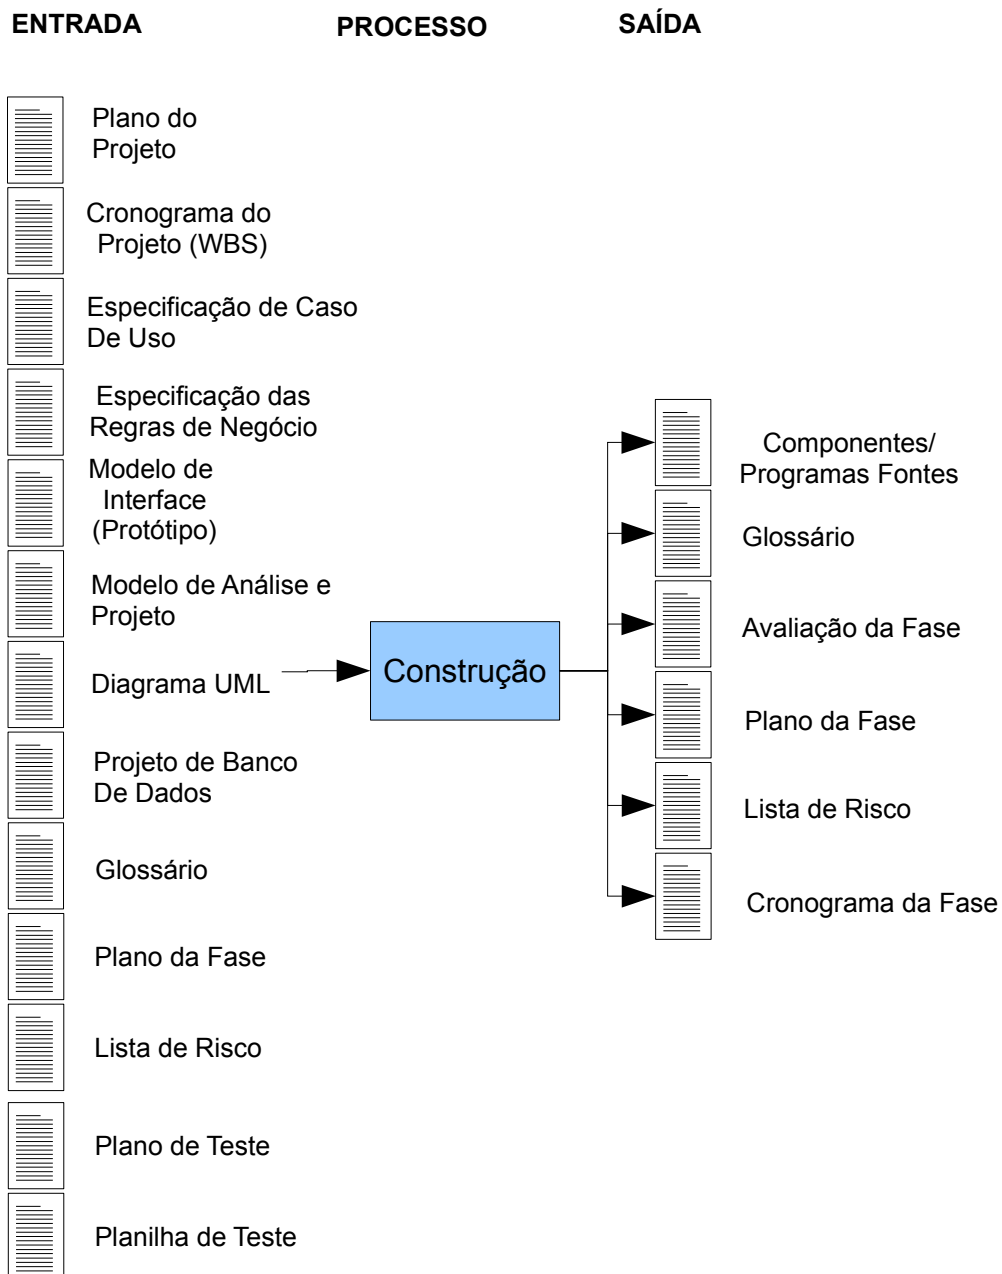 ENTRADA
PROCESSO
SAÍDA
Plano do
Projeto
Cronograma do
Projeto (WBS)
Especificação de Caso
De Uso
Especificação das
Regras de Negócio
Modelo de
Interface
(Protótipo)
Modelo de Análise e
Projeto
Diagrama UML
Projeto de Banco
De Dados
Glossário
Plano da Fase
Lista de Risco
Plano de Teste
Planilha de Teste
Construção
Componentes/
Programas Fontes
Glossário
Avaliação da Fase
Plano da Fase
Lista de Risco
Cronograma da Fase